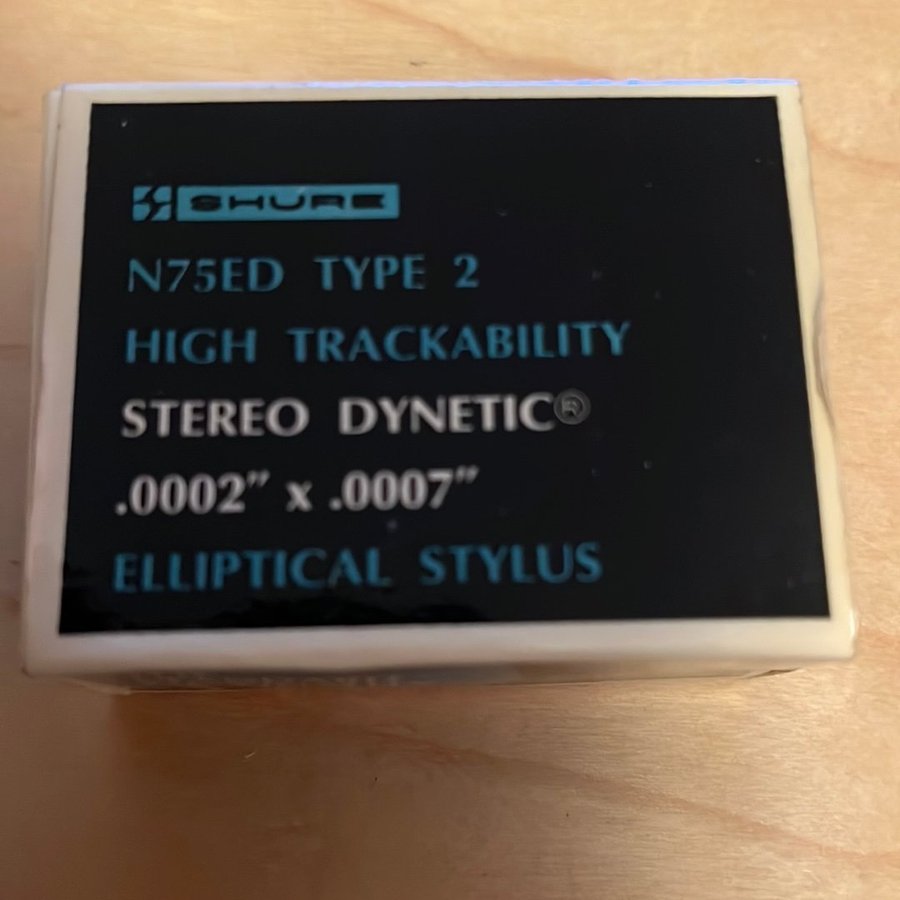 SHURE
N75ED TYPE 2
HIGH TRACKABILITY
STEREO DYNETIC®
.0002" x .0007"
ELLIPTICAL STYLUS